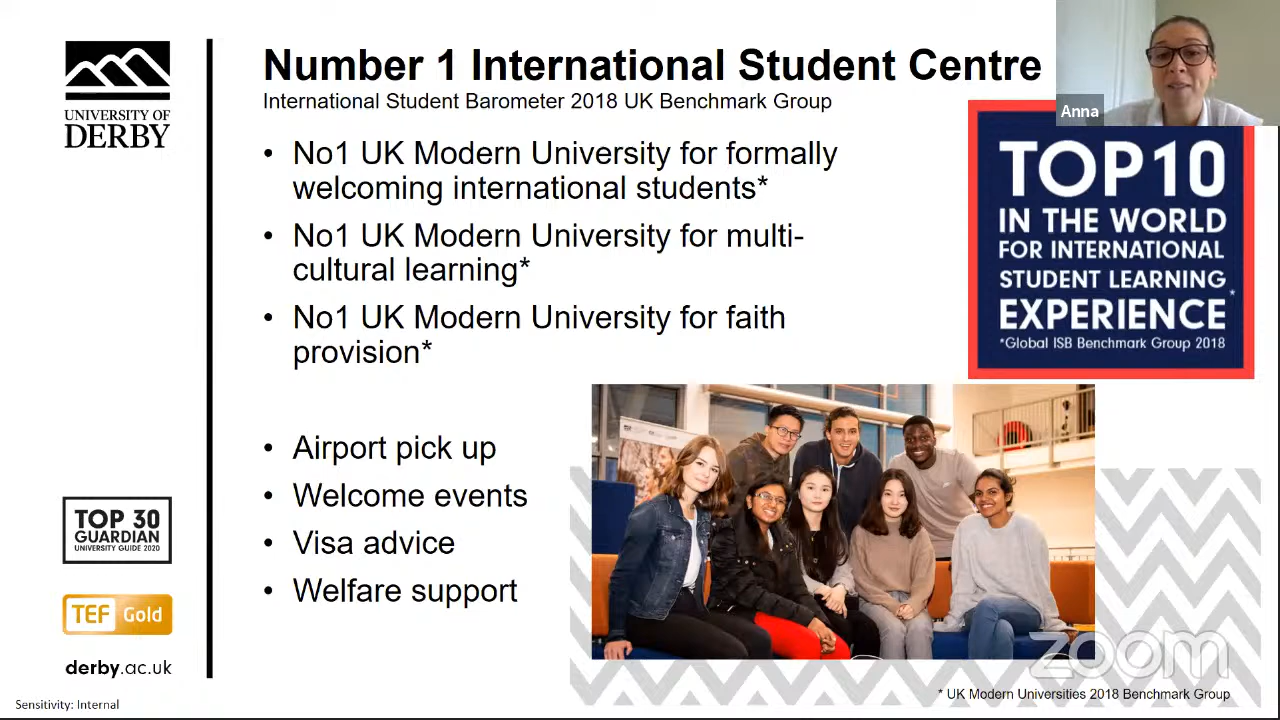 UNIVERSITY OF
DERBY
Number 1 International Student Centre
International Student Barometer 2018 UK Benchmark Group
• No1 UK Modern University for formally
welcoming international students*
• No1 UK Modern University for multi-
cultural learning*
• No1 UK Modern University for faith
provision*
• Airport pick up
• Welcome events
• Visa advice
• Welfare support
Anna
TOP 10
IN THE WORLD
FOR INTERNATIONAL
STUDENT LEARNING
EXPERIENCE*
*Global ISB Benchmark Group 2018
TOP 30
GUARDIAN
UNIVERSITY GUIDE 2020
TEF Gold
derby.ac.uk
Sensitivity: Internal
zoom
* UK Modern Universities 2018 Benchmark Group